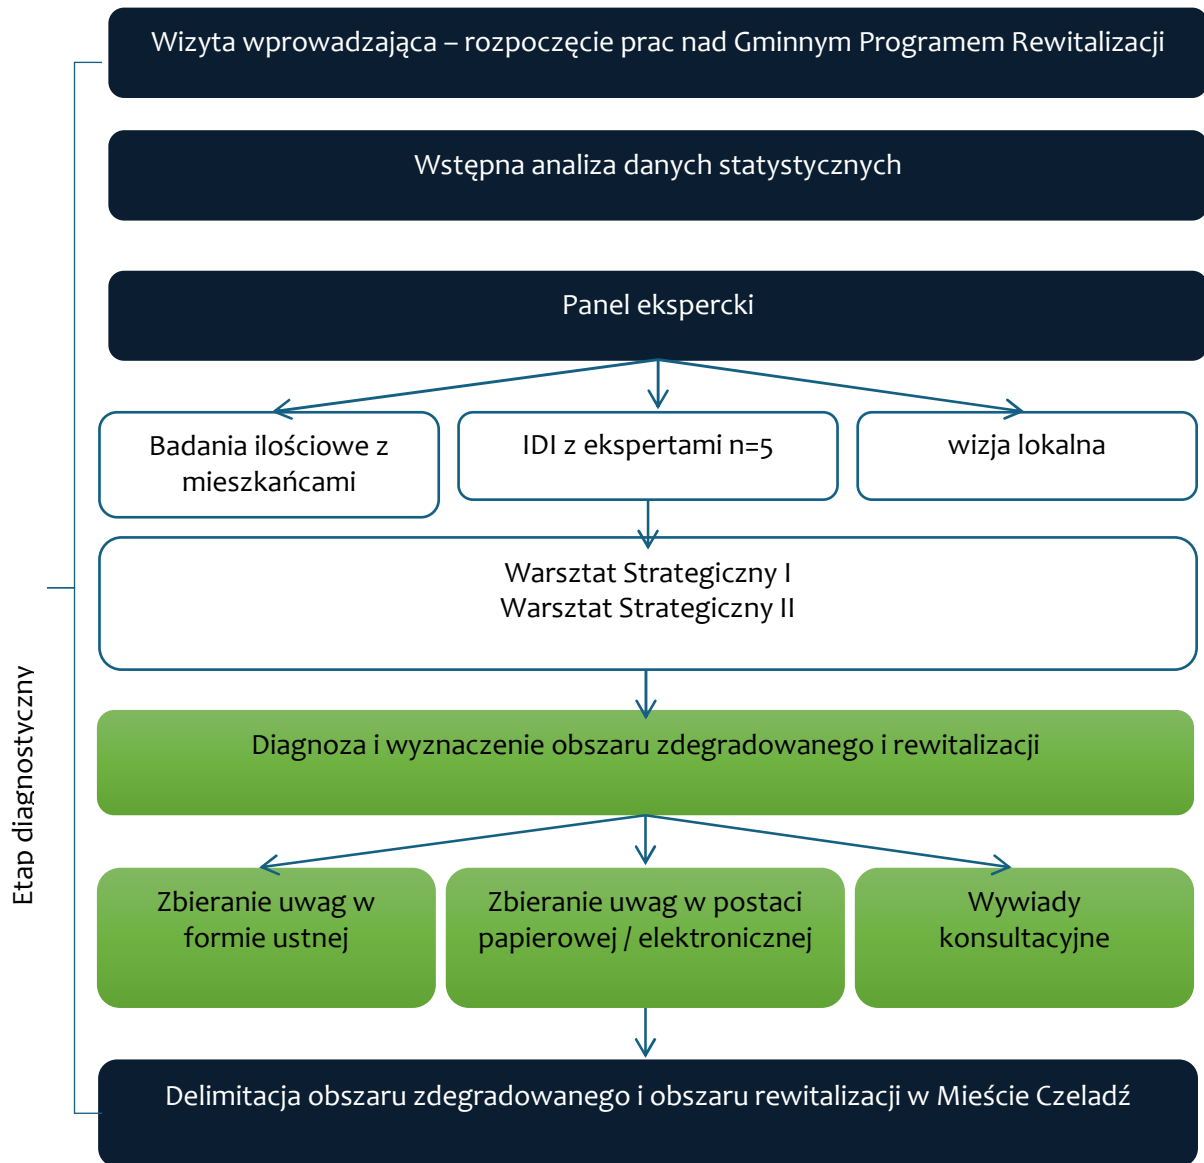 Wizyta wprowadzająca – rozpoczęcie prac nad Gminnym Programem Rewitalizacji
Wstępna analiza danych statystycznych
Panel ekspercki
Badania ilościowe z
mieszkańcami
IDI z ekspertami n=5
wizja lokalna
Warsztat Strategiczny I
Warsztat Strategiczny II
Etap diagnostyczny
Diagnoza i wyznaczenie obszaru zdegradowanego i rewitalizacji
Zbieranie uwag w
formie ustnej
Zbieranie uwag w postaci
papierowej / elektronicznej
Wywiady
konsultacyjne
Delimitacja obszaru zdegradowanego i obszaru rewitalizacji w Mieście Czeladź